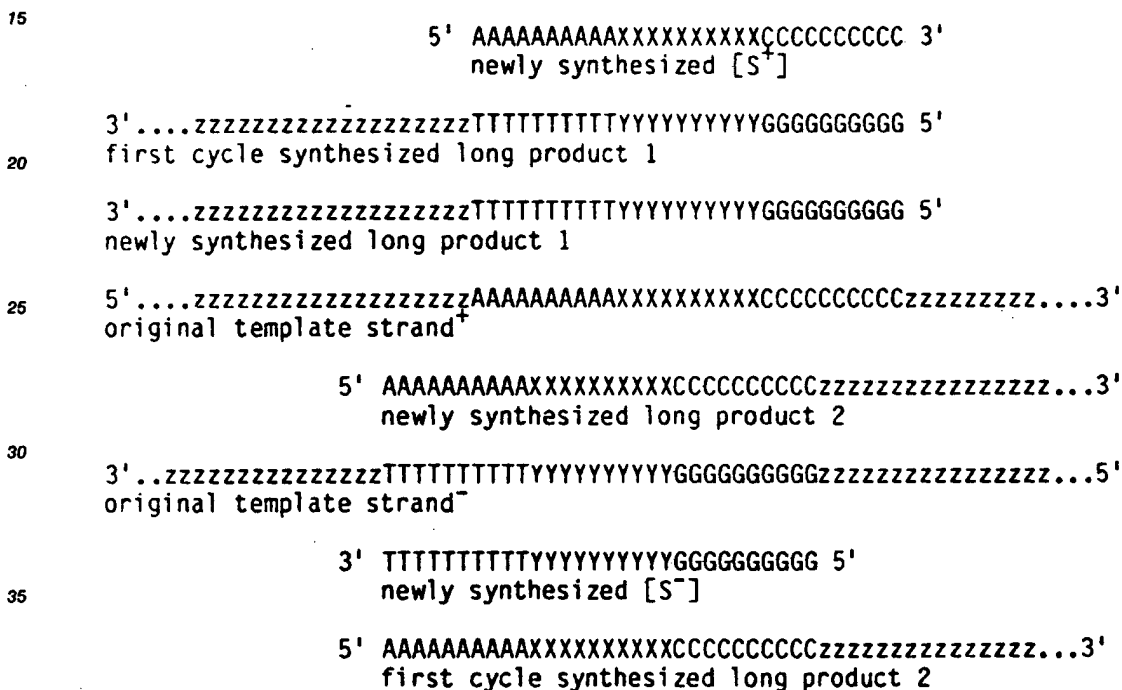 15
5' AAAAAAAAAAXXXXXXXXXXCCCCCCCCCC 3'
newly synthesized [S⁺]
3'....zzzzzzzzzzzzzzzzzzzTTTTTTTTTTYYYYYYYYYYGGGGGGGGGG 5'
20 first cycle synthesized long product 1
3'....zzzzzzzzzzzzzzzzzzzTTTTTTTTTTYYYYYYYYYYGGGGGGGGGG 5'
newly synthesized long product 1
25 5'....zzzzzzzzzzzzzzzzzzzAAAAAAAAAAXXXXXXXXXXCCCCCCCCCCzzzzzzzzz....3'
original template strand⁺
5' AAAAAAAAAAXXXXXXXXXXCCCCCCCCCCzzzzzzzzzzzzzzzz...3'
newly synthesized long product 2
30
3'..zzzzzzzzzzzzzzzTTTTTTTTTTYYYYYYYYYYGGGGGGGGGGzzzzzzzzzzzzzzzz...5'
original template strand⁻
3' TTTTTTTTTTYYYYYYYYYYGGGGGGGGGG 5'
35 newly synthesized [S⁻]
5' AAAAAAAAAAXXXXXXXXXXCCCCCCCCCCzzzzzzzzzzzzzzz...3'
first cycle synthesized long product 2